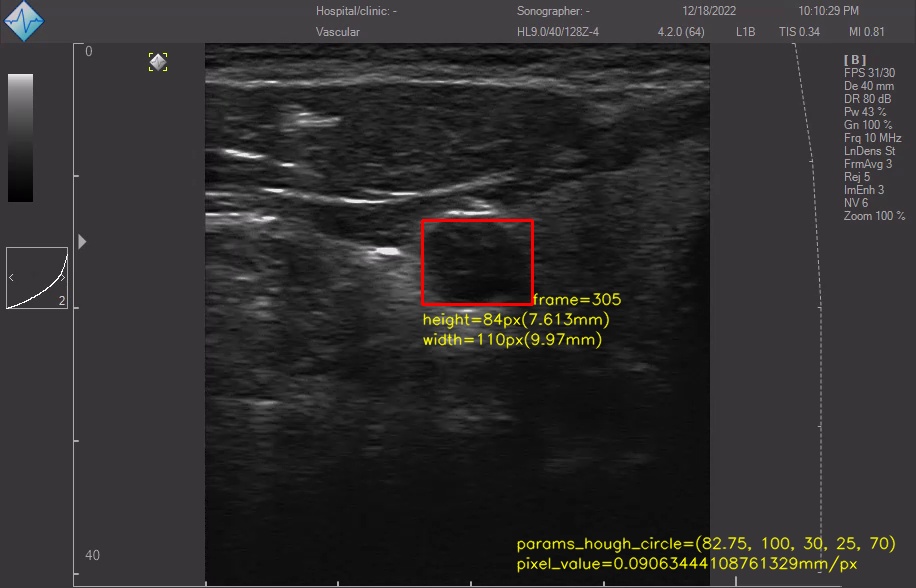 Hospital/clinic: - Sonographer: - 12/18/2022 10:10:29 PM
Vascular HL9.0/40/128Z-4 4.2.0 (64) L1B TIS 0.34 MI 0.81
0
[ B ]
FPS 31/30
De 40 mm
DR 80 dB
Pw 43 %
Gn 100 %
Frq 10 MHz
LnDens St
FrmAvg 3
Rej 5
ImEnh 3
NV 6
Zoom 100 %
2
frame=305
height=84px(7.613mm)
width=110px(9.97mm)
40
params_hough_circle=(82.75, 100, 30, 25, 70)
pixel_value=0.09063444108761329mm/px